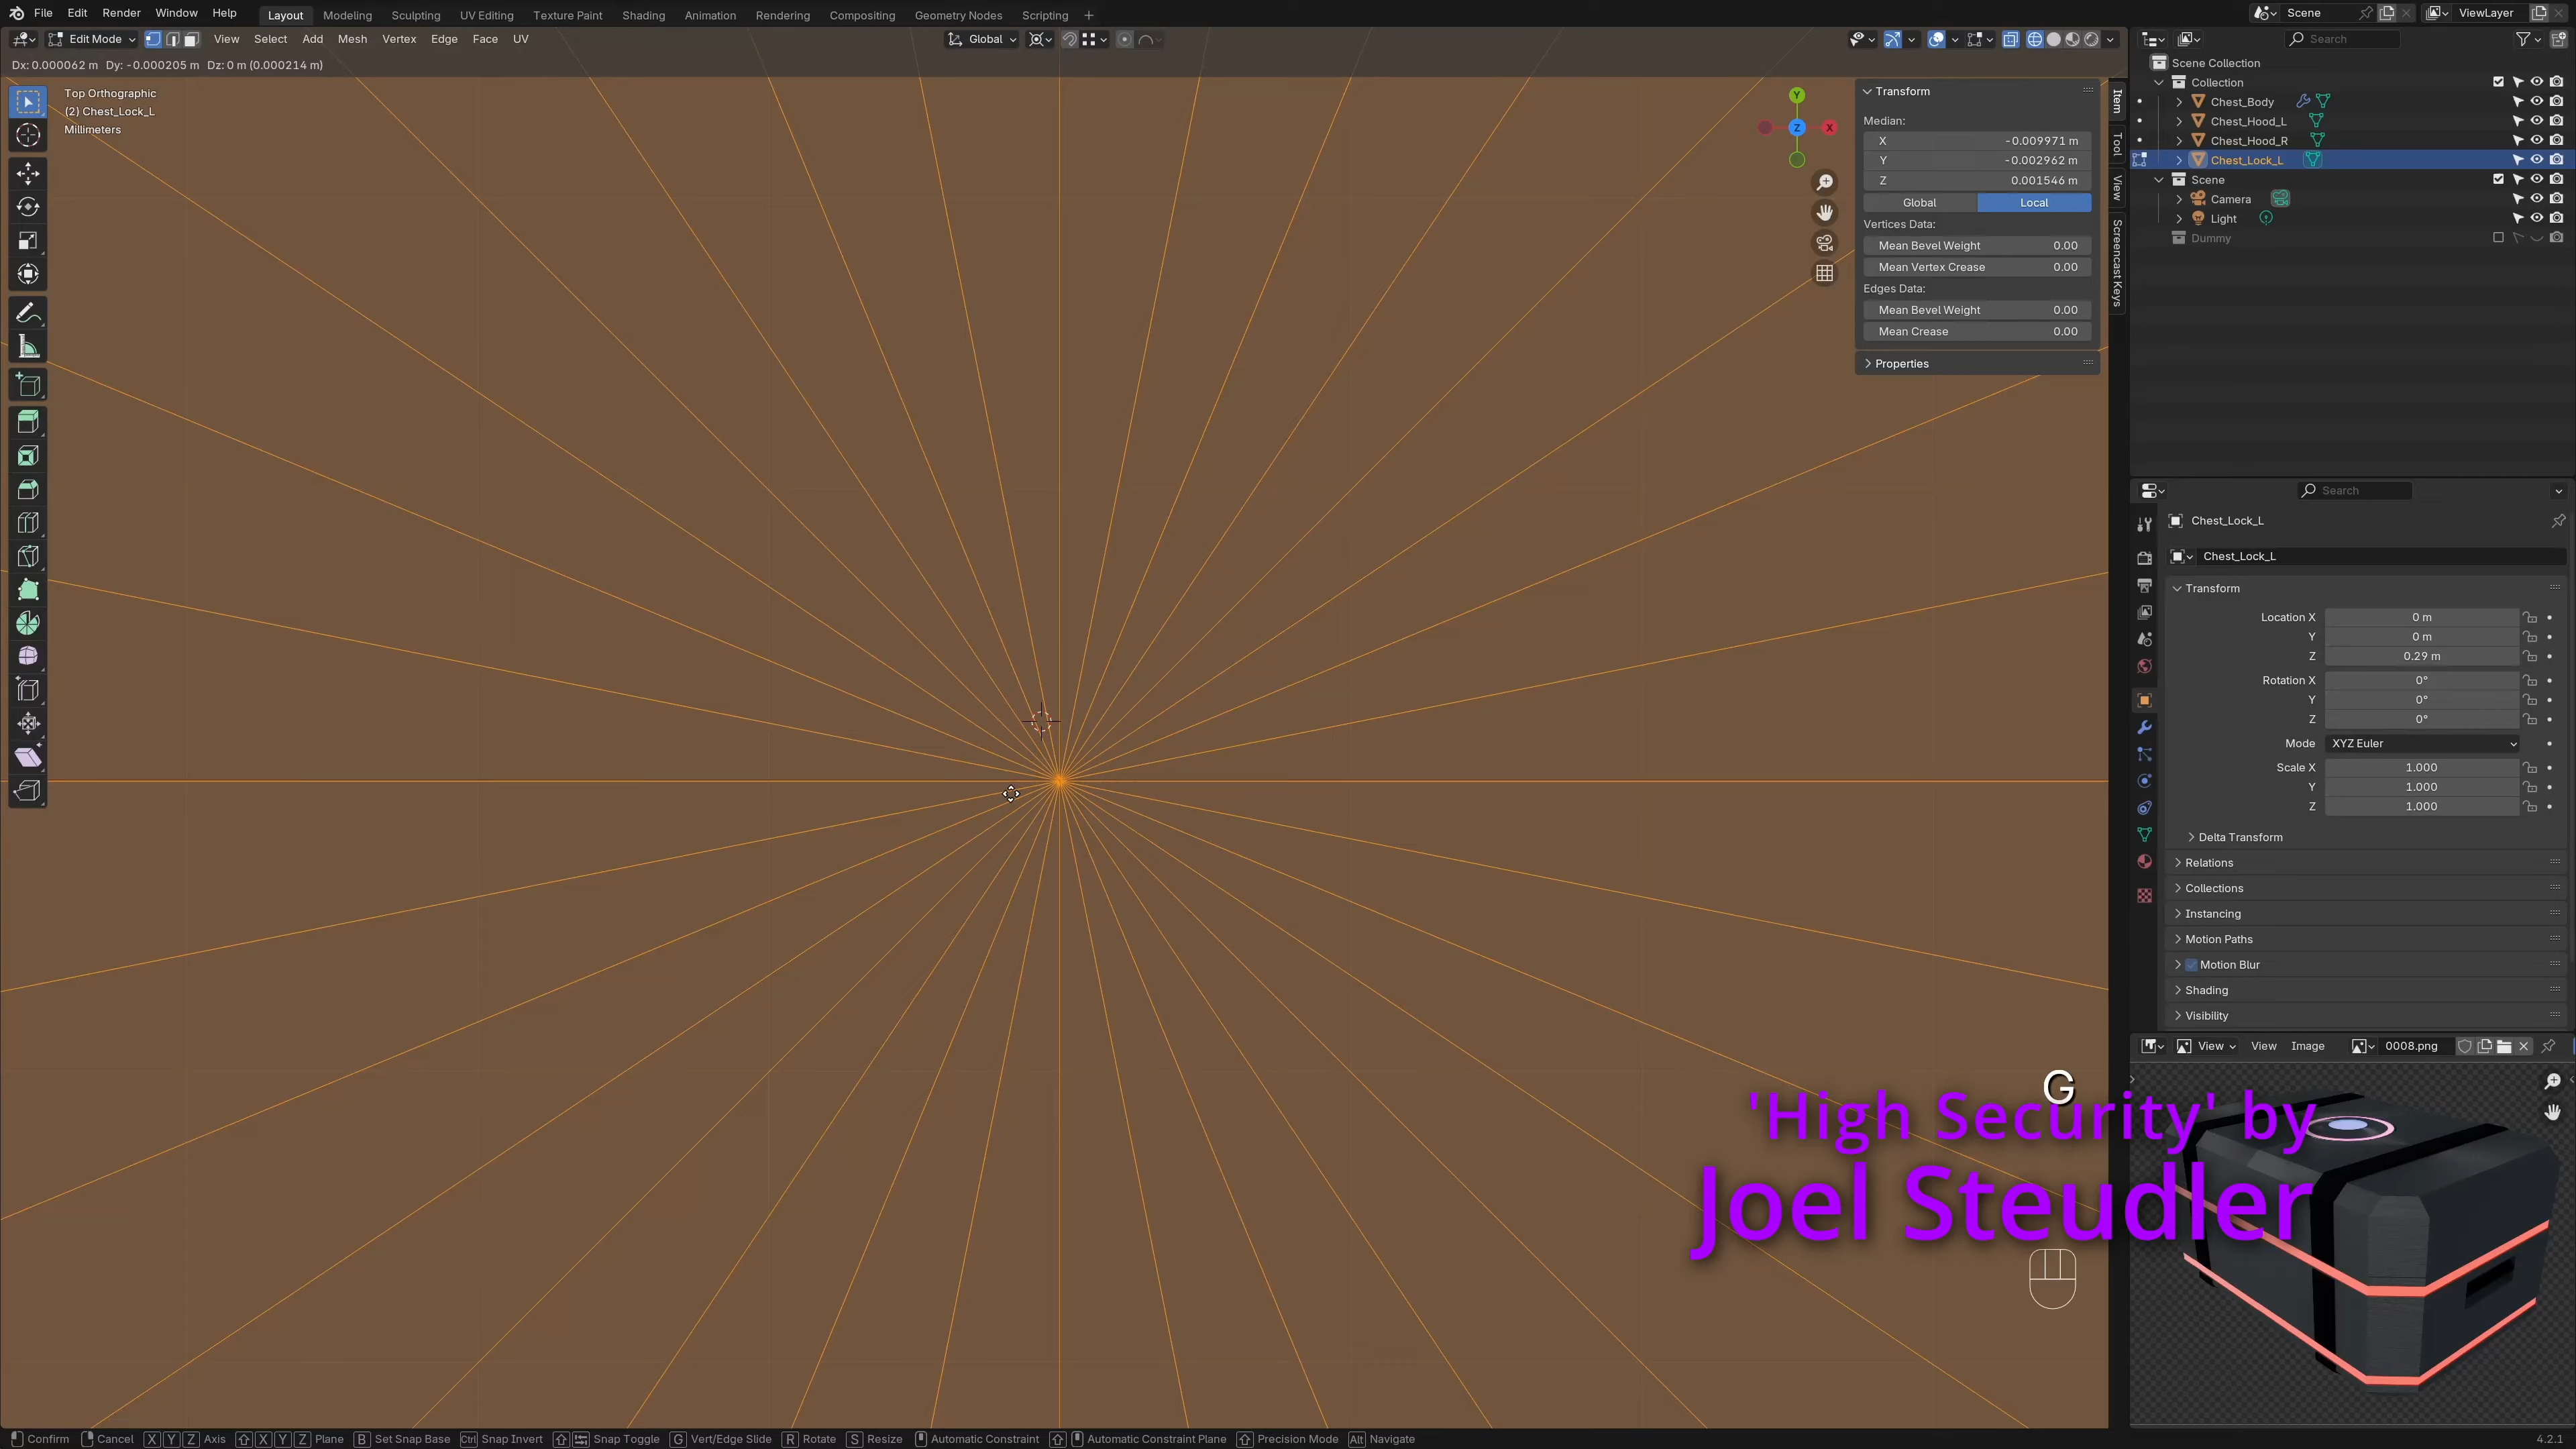 File Edit Render Window Help Layout Modeling Sculpting UV Editing Texture Paint Shading Animation Rendering Compositing Geometry Nodes Scripting + Scene ViewLayer
Edit Mode View Select Add Mesh Vertex Edge Face UV Global Search
Dx: 0.000062 m Dy: -0.000205 m Dz: 0 m (0.000214 m)
Top Orthographic
(2) Chest_Lock_L
Millimeters
Y
Z
X
Transform
Median:
X -0.009971 m
Y -0.002962 m
Z 0.001546 m
Global Local
Vertices Data:
Mean Bevel Weight 0.00
Mean Vertex Crease 0.00
Edges Data:
Mean Bevel Weight 0.00
Mean Crease 0.00
Properties
Item
Tool
View
Screencast Keys
Scene Collection
Collection
Chest_Body
Chest_Hood_L
Chest_Hood_R
Chest_Lock_L
Scene
Camera
Light
Dummy
Search
Chest_Lock_L
Chest_Lock_L
Transform
Location X 0 m
Y 0 m
Z 0.29 m
Rotation X 0°
Y 0°
Z 0°
Mode XYZ Euler
Scale X 1.000
Y 1.000
Z 1.000
Delta Transform
Relations
Collections
Instancing
Motion Paths
Motion Blur
Shading
Visibility
View View Image 0008.png
G
'High Security' by
Joel Steudler
Confirm Cancel X Y Z Axis X Y Z Plane B Set Snap Base Ctrl Snap Invert Snap Toggle G Vert/Edge Slide R Rotate S Resize Automatic Constraint Automatic Constraint Plane Precision Mode Alt Navigate 4.2.1